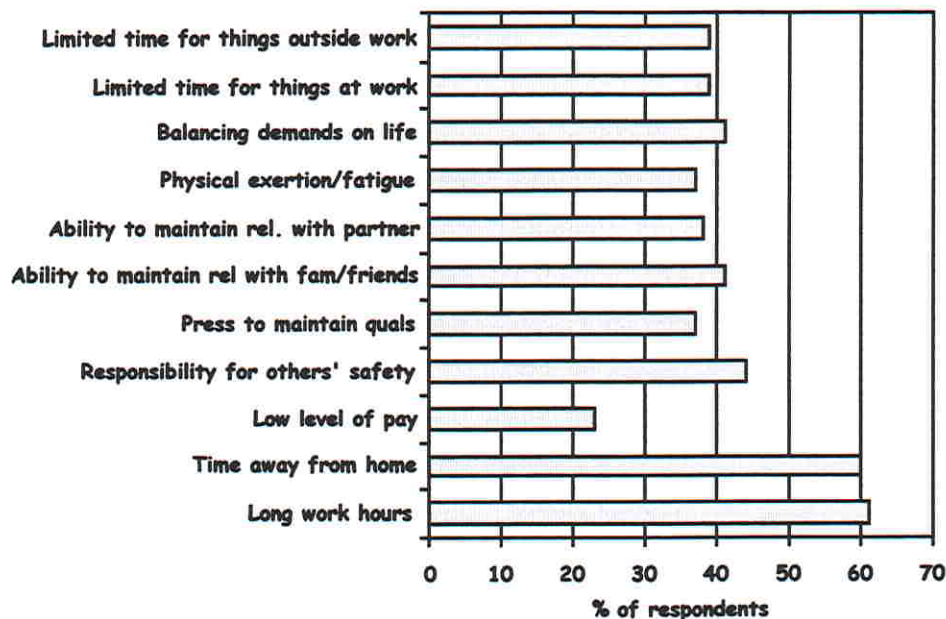 Limited time for things outside work
Limited time for things at work
Balancing demands on life
Physical exertion/fatigue
Ability to maintain rel. with partner
Ability to maintain rel with fam/friends
Press to maintain quals
Responsibility for others' safety
Low level of pay
Time away from home
Long work hours
0 10 20 30 40 50 60 70
% of respondents